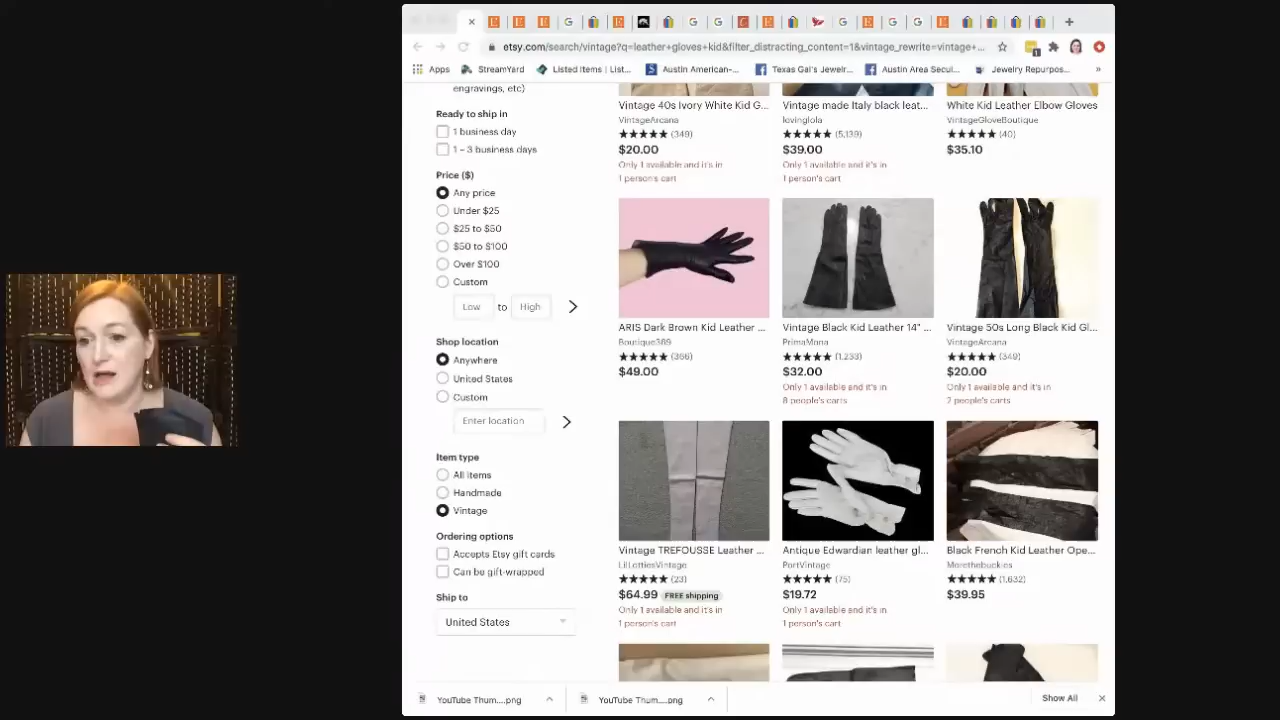 etsy.com/search/vintage?q=leather+gloves+kid&filter_distracting_content=1&vintage_rewrite=vintage+...
Apps
StreamYard
Listed Items | List...
Austin American-...
Texas Gal's Jewelr...
Austin Area Secul...
Jewelry Repurpos...
»
engravings, etc)
Ready to ship in
1 business day
1 – 3 business days
Price ($)
Any price
Under $25
$25 to $50
$50 to $100
Over $100
Custom
Low to High
Shop location
Anywhere
United States
Custom
Enter location
Item type
All items
Handmade
Vintage
Ordering options
Accepts Etsy gift cards
Can be gift-wrapped
Ship to
United States
Vintage 40s Ivory White Kid G...
VintageArcana
★★★★★ (349)
$20.00
Only 1 available and it's in
1 person's cart
Vintage made Italy black leat...
lovinglola
★★★★★ (5,139)
$39.00
Only 1 available and it's in
1 person's cart
White Kid Leather Elbow Gloves
VintageGloveBoutique
★★★★★ (40)
$35.10
ARIS Dark Brown Kid Leather ...
Boutique389
★★★★★ (366)
$49.00
Vintage Black Kid Leather 14" ...
PrimaMona
★★★★★ (1,233)
$32.00
Only 1 available and it's in
8 people's carts
Vintage 50s Long Black Kid Gl...
VintageArcana
★★★★★ (349)
$20.00
Only 1 available and it's in
2 people's carts
Vintage TREFOUSSE Leather ...
LilLottiesVintage
★★★★★ (23)
$64.99 FREE shipping
Only 1 available and it's in
1 person's cart
Antique Edwardian leather gl...
PortVintage
★★★★★ (75)
$19.72
Only 1 available and it's in
1 person's cart
Black French Kid Leather Ope...
Morethebuckles
★★★★★ (1,632)
$39.95
YouTube Thum....png
YouTube Thum....png
Show All